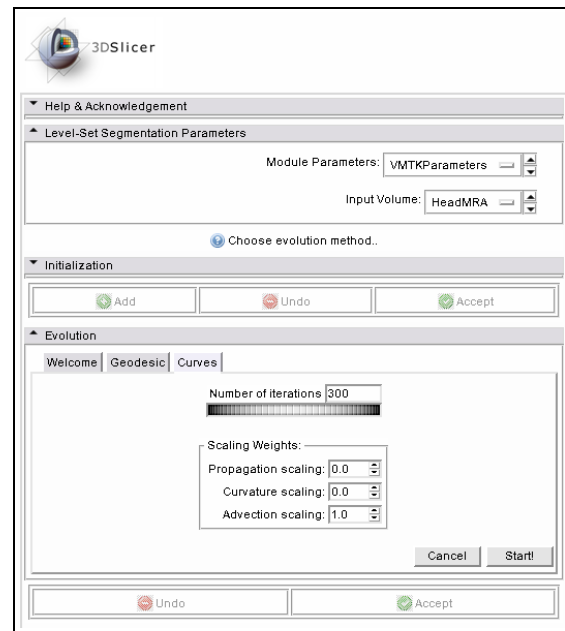 3DSlicer
Help & Acknowledgement
Level-Set Segmentation Parameters
Module Parameters: VMTKParameters
Input Volume: HeadMRA
Choose evolution method..
Initialization
Add Undo Accept
Evolution
Welcome Geodesic Curves
Number of iterations 300
Scaling Weights:
Propagation scaling: 0.0
Curvature scaling: 0.0
Advection scaling: 1.0
Cancel Start!
Undo Accept